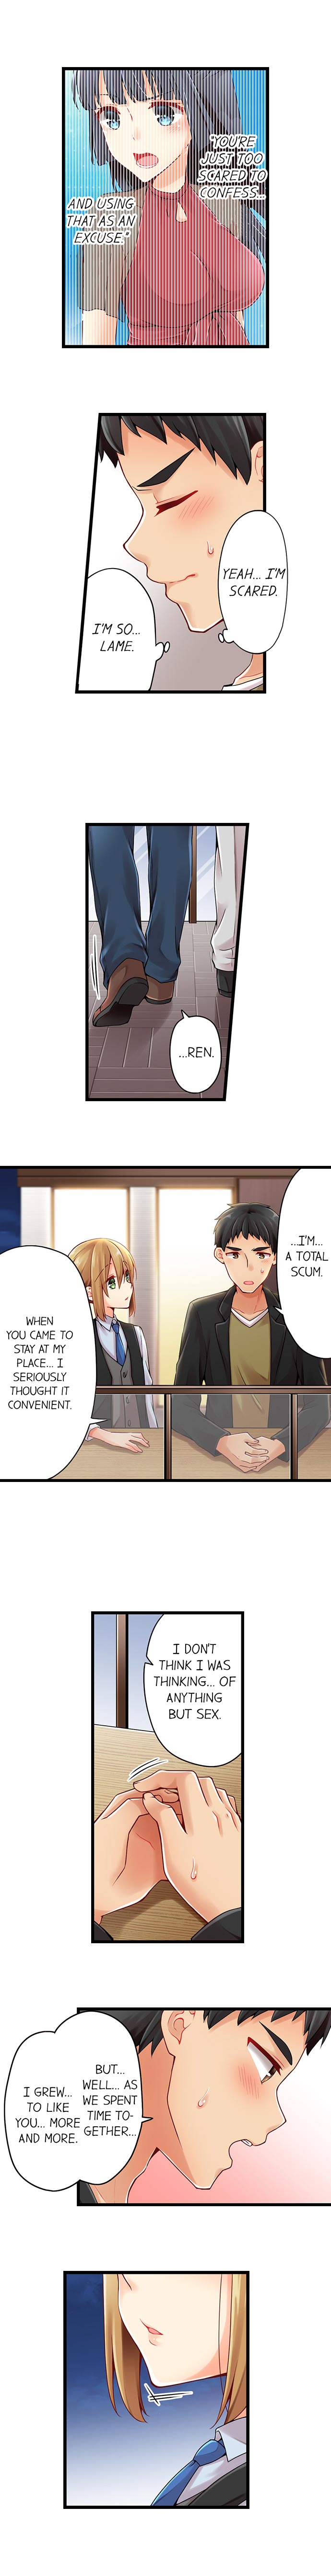 "YOU'RE
JUST TOO
SCARED TO
CONFESS...
AND USING
THAT AS AN
EXCUSE."
YEAH... I'M
SCARED.
I'M SO...
LAME.
...REN.
...I'M...
A TOTAL
SCUM.
WHEN
YOU CAME TO
STAY AT MY
PLACE... I
SERIOUSLY
THOUGHT IT
CONVENIENT.
I DON'T
THINK I WAS
THINKING... OF
ANYTHING
BUT SEX.
BUT...
WELL... AS
WE SPENT
TIME TO-
GETHER...
I GREW...
TO LIKE
YOU... MORE
AND MORE.